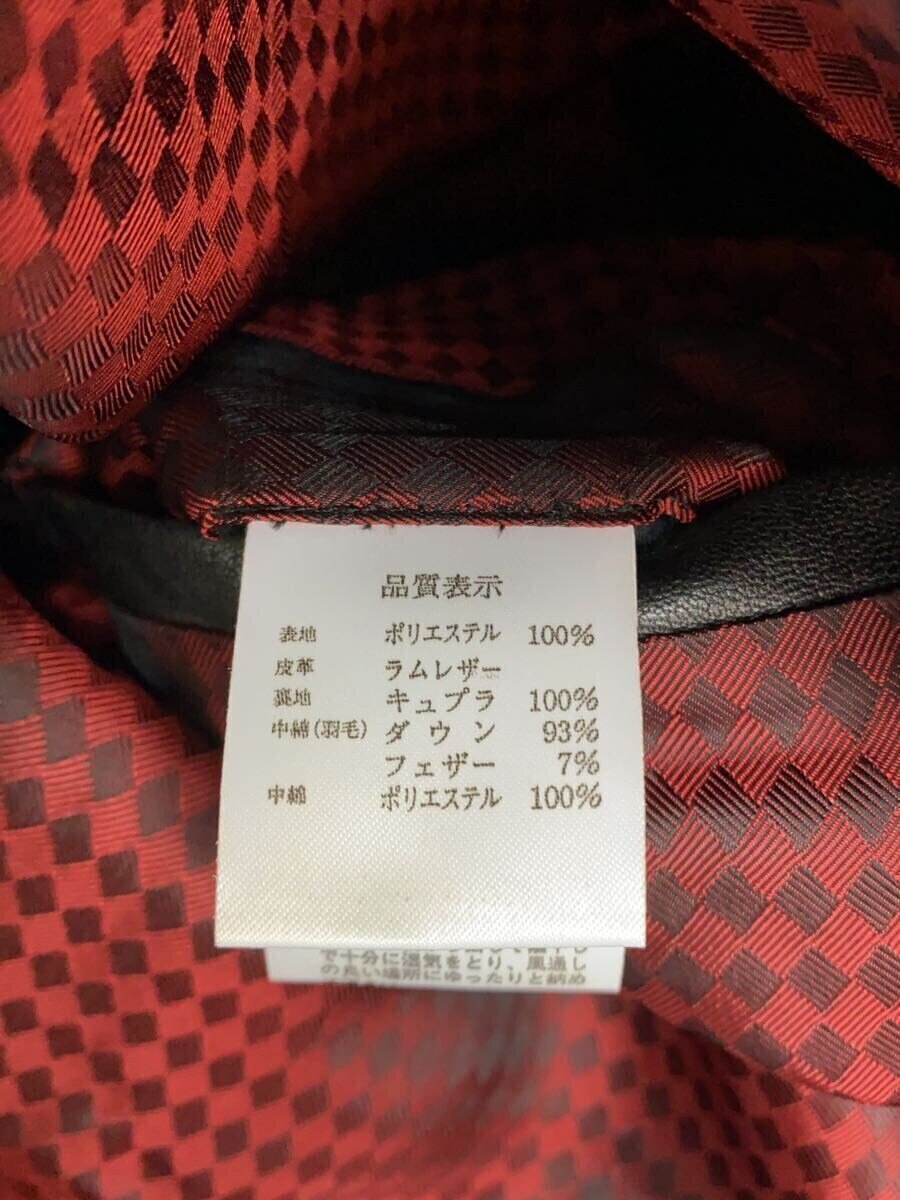 品質表示
表地 ポリエステル 100%
皮革 ラムレザー
裏地 キュプラ 100%
中綿(羽毛) ダウン 93%
フェザー 7%
中綿 ポリエステル 100%
で十分に湿気をとり、風通し
の良い場所にゆったりと納め